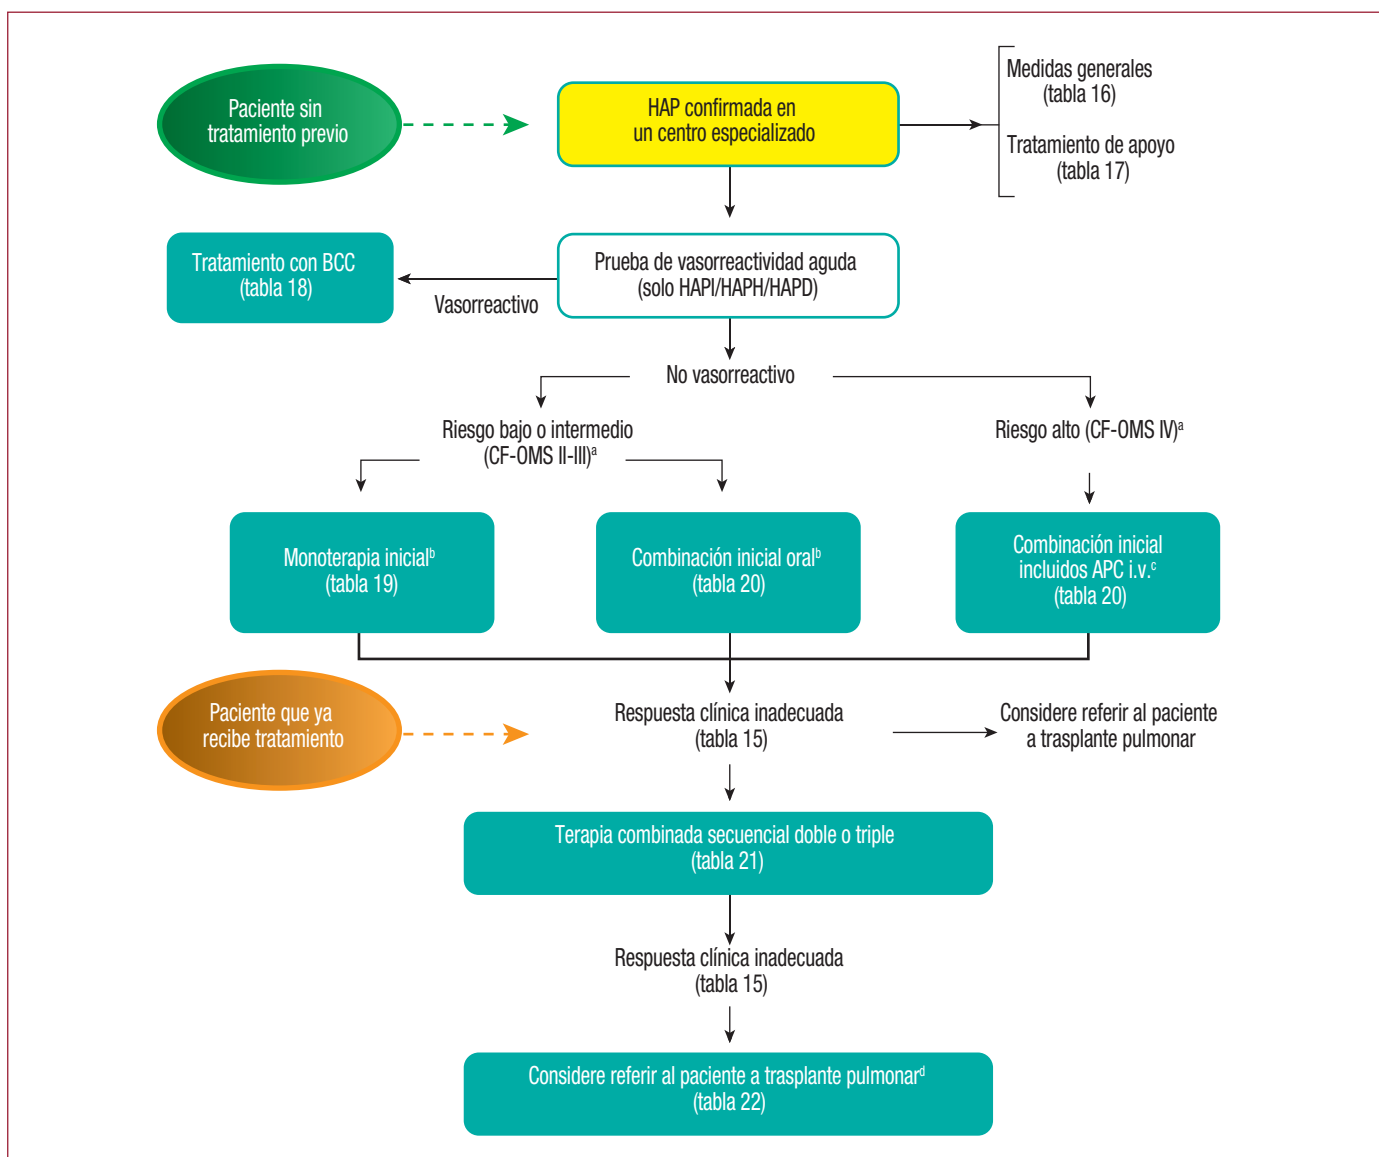 Paciente sin
tratamiento previo
HAP confirmada en
un centro especializado
Medidas generales
(tabla 16)
Tratamiento de apoyo
(tabla 17)
Tratamiento con BCC
(tabla 18)
Vasorreactivo
Prueba de vasorreactividad aguda
(solo HAPI/HAPH/HAPD)
No vasorreactivo
Riesgo bajo o intermedio
(CF-OMS II-III)ᵃ
Riesgo alto (CF-OMS IV)ᵃ
Monoterapia inicialᵇ
(tabla 19)
Combinación inicial oralᵇ
(tabla 20)
Combinación inicial
incluidos APC i.v.ᶜ
(tabla 20)
Paciente que ya
recibe tratamiento
Respuesta clínica inadecuada
(tabla 15)
Considere referir al paciente
a trasplante pulmonar
Terapia combinada secuencial doble o triple
(tabla 21)
Respuesta clínica inadecuada
(tabla 15)
Considere referir al paciente a trasplante pulmonarᵈ
(tabla 22)